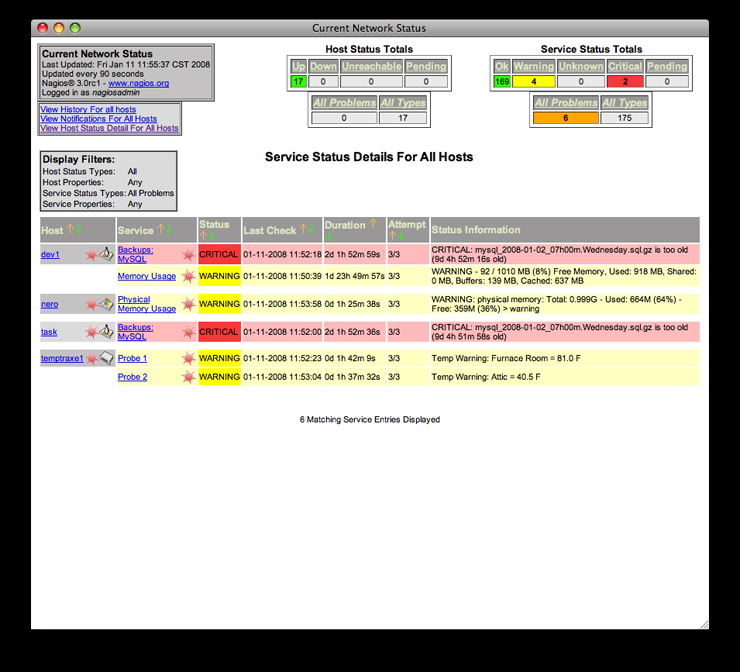 Current Network Status
Current Network Status
Last Updated: Fri Jan 11 11:55:37 CST 2008
Updated every 90 seconds
Nagios® 3.0rc1 - www.nagios.org
Logged in as nagiosadmin
View History For all hosts
View Notifications For All Hosts
View Host Status Detail For All Hosts
Host Status Totals
Up Down Unreachable Pending
17 0 0 0
All Problems All Types
0 17
Service Status Totals
Ok Warning Unknown Critical Pending
169 4 0 2 0
All Problems All Types
6 175
Display Filters:
Host Status Types: All
Host Properties: Any
Service Status Types: All Problems
Service Properties: Any
Service Status Details For All Hosts
Host Service Status Last Check Duration Attempt Status Information
dev1 Backups: MySQL CRITICAL 01-11-2008 11:52:18 2d 1h 52m 59s 3/3 CRITICAL: mysql_2008-01-02_07h00m.Wednesday.sql.gz is too old
(9d 4h 52m 16s old)
Memory Usage WARNING 01-11-2008 11:50:39 1d 23h 49m 57s 3/3 WARNING - 92 / 1010 MB (8%) Free Memory, Used: 918 MB, Shared:
0 MB, Buffers: 139 MB, Cached: 637 MB
nero Physical Memory Usage WARNING 01-11-2008 11:53:58 0d 1h 25m 38s 3/3 WARNING: physical memory: Total: 0.999G - Used: 664M (64%) -
Free: 359M (36%) > warning
task Backups: MySQL CRITICAL 01-11-2008 11:52:00 2d 1h 52m 36s 3/3 CRITICAL: mysql_2008-01-02_07h00m.Wednesday.sql.gz is too old
(9d 4h 51m 58s old)
temptraxe1 Probe 1 WARNING 01-11-2008 11:52:23 0d 1h 42m 9s 3/3 Temp Warning: Furnace Room = 81.0 F
Probe 2 WARNING 01-11-2008 11:53:04 0d 1h 37m 32s 3/3 Temp Warning: Attic = 40.5 F
6 Matching Service Entries Displayed